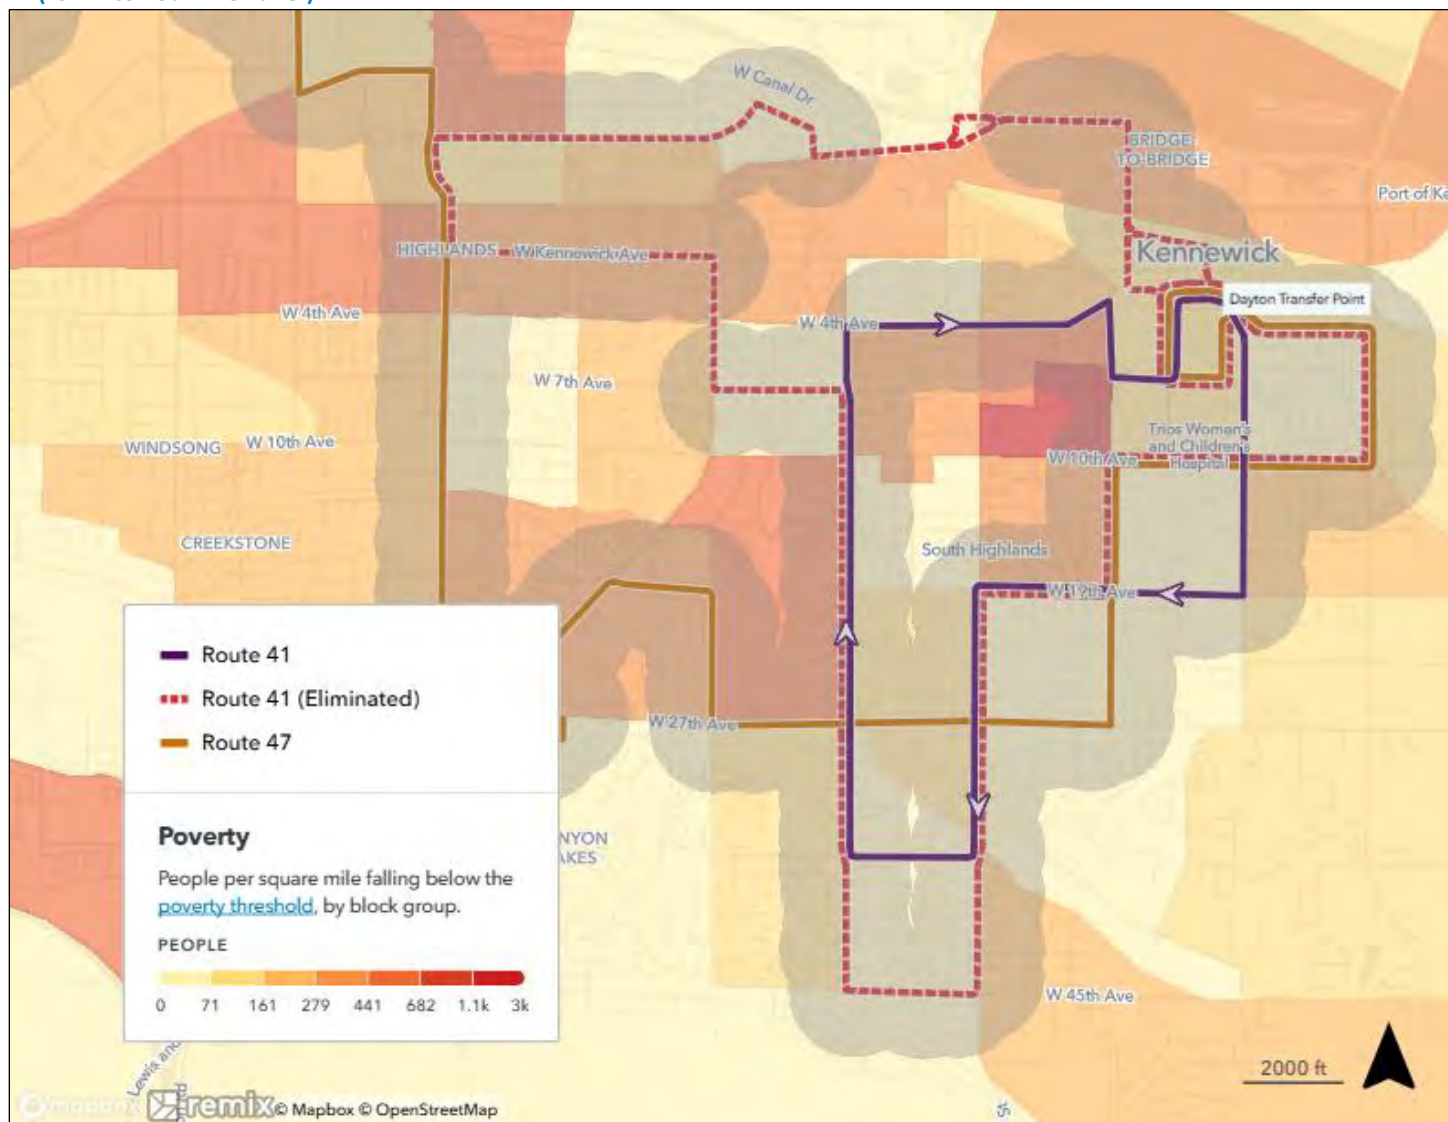 W Canal Dr
BRIDGE
TO-BRIDGE
Port of Ke
Kennewick
HIGHLANDS
W Kennewick Ave
Dayton Transfer Point
W 4th Ave
W 4th Ave
W 7th Ave
WINDSONG
W 10th Ave
Trios Women's
and Children's
Hospital
W 10th Ave
CREEKSTONE
South Highlands
W 19th Ave
Route 41
Route 41 (Eliminated)
Route 47
W 27th Ave
Poverty
People per square mile falling below the
poverty threshold, by block group.
PEOPLE
0 71 161 279 441 682 1.1k 3k
NYON
AKES
W 45th Ave
2000 ft
Lewis and
mapbox remix © Mapbox © OpenStreetMap